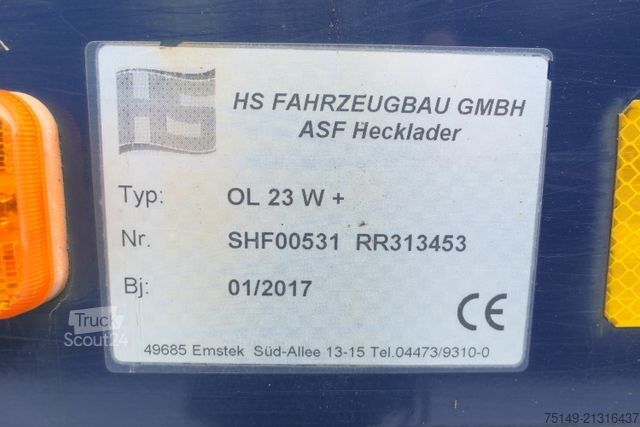 HS
HS FAHRZEUGBAU GMBH
ASF Hecklader
Typ: OL 23 W +
Nr. SHF00531 RR313453
Bj: 01/2017
CE
49685 Emstek Süd-Allee 13-15 Tel.04473/9310-0
Truck
Scout24
75149-21316437